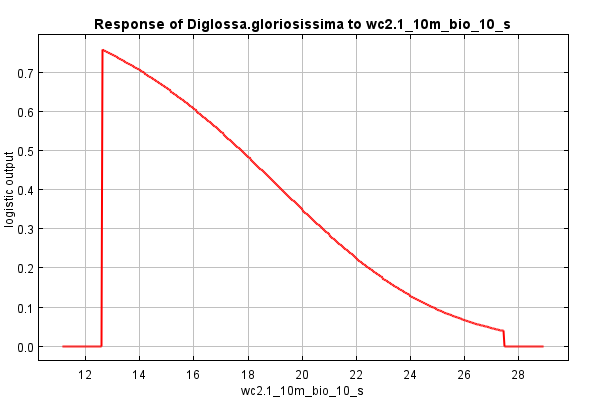 Response of Diglossa.gloriosissima to wc2.1_10m_bio_10_s
logistic output
0.7
0.6
0.5
0.4
0.3
0.2
0.1
0.0
12 14 16 18 20 22 24 26 28
wc2.1_10m_bio_10_s